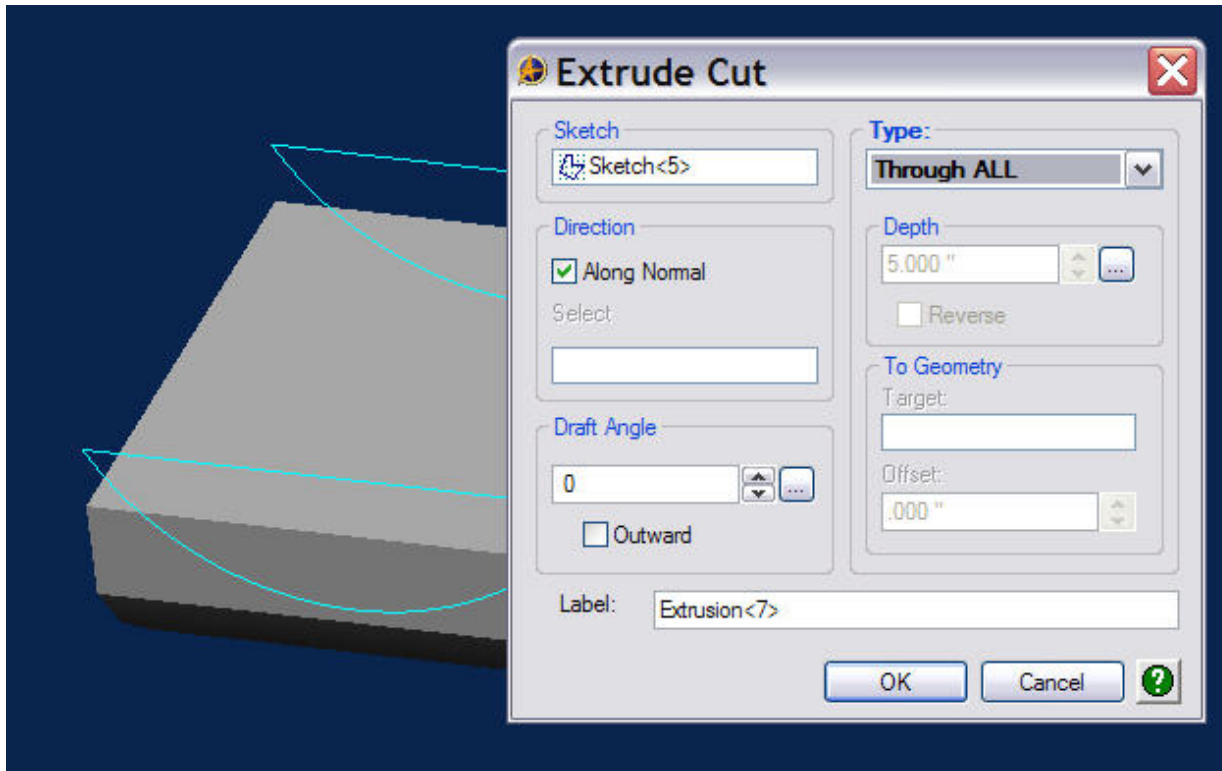 Extrude Cut
Sketch
Sketch<5>
Direction
Along Normal
Select
Draft Angle
0
...
Outward
Type:
Through ALL
Depth
5.000 "
...
Reverse
To Geometry
Target:
Offset:
.000 "
Label:
Extrusion<7>
OK
Cancel
?